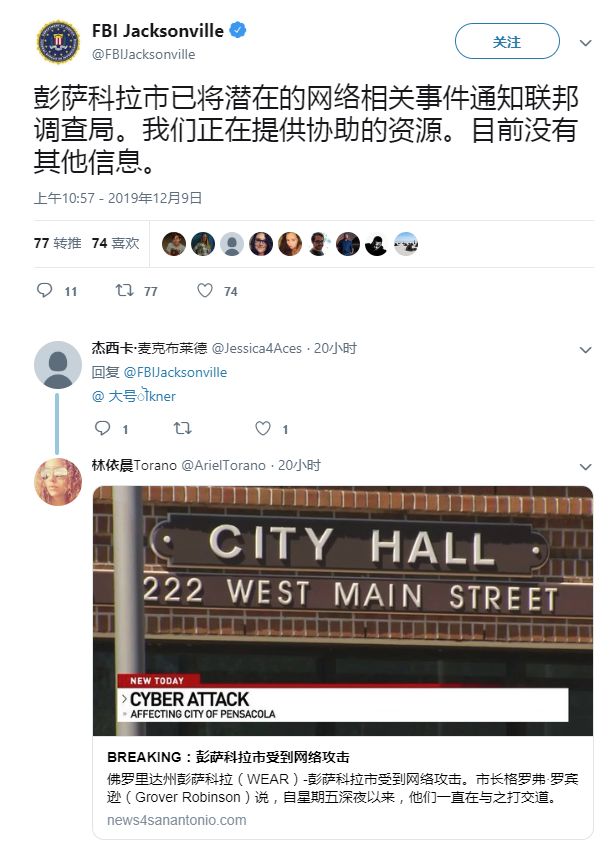 FBI Jacksonville
@FBIJacksonville
关注
彭萨科拉市已将潜在的网络相关事件通知联邦
调查局。我们正在提供协助的资源。目前没有
其他信息。
上午10:57 - 2019年12月9日
77 转推 74 喜欢
11 77 74
杰西卡·麦克布莱德 @Jessica4Aces · 20小时
回复 @FBIJacksonville
1 1
林依晨Torano @ArielTorano · 20小时
CITY HALL
222 WEST MAIN STREET
NEW TODAY
CYBER ATTACK
AFFECTING CITY OF PENSACOLA
BREAKING：彭萨科拉市受到网络攻击
佛罗里达州彭萨科拉（WEAR）-彭萨科拉市受到网络攻击。市长格罗弗·罗宾
逊（Grover Robinson）说，自星期五深夜以来，他们一直在与之打交道。
news4sanantonio.com